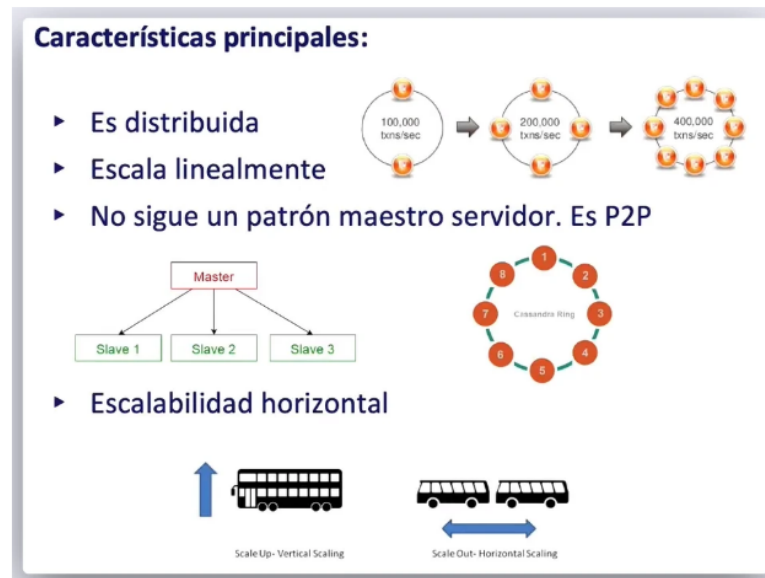 Características principales:
Es distribuida
100,000
txns/sec
200,000
txns/sec
400,000
txns/sec
Escala linealmente
No sigue un patrón maestro servidor. Es P2P
Master
Slave 1
Slave 2
Slave 3
1
2
3
4
5
6
7
8
Cassandra Ring
Escalabilidad horizontal
Scale Up- Vertical Scaling
Scale Out- Horizontal Scaling